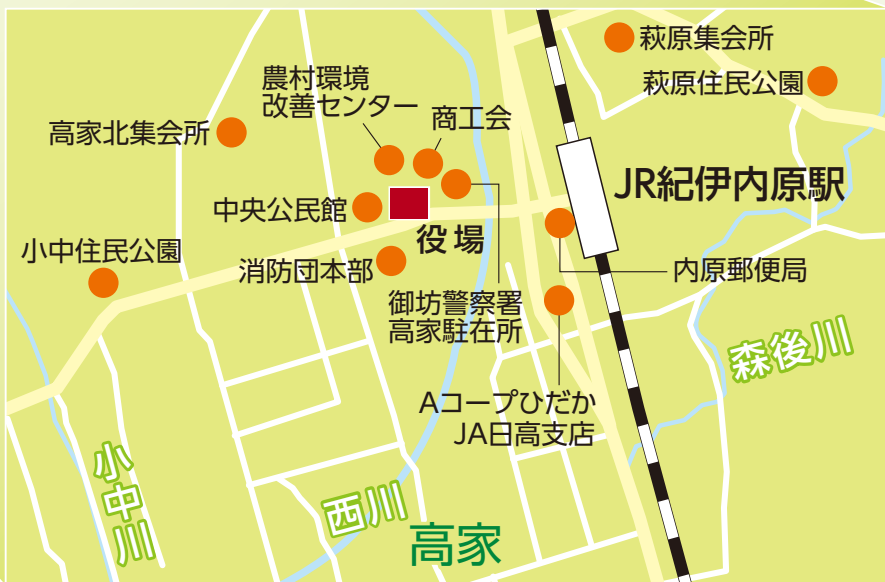 萩原集会所
萩原住民公園
農村環境
改善センター
商工会
高家北集会所
JR紀伊内原駅
中央公民館
役場
小中住民公園
消防団本部
内原郵便局
御坊警察署
高家駐在所
森後川
Aコープひだか
JA日高支店
小中川
西川
高家